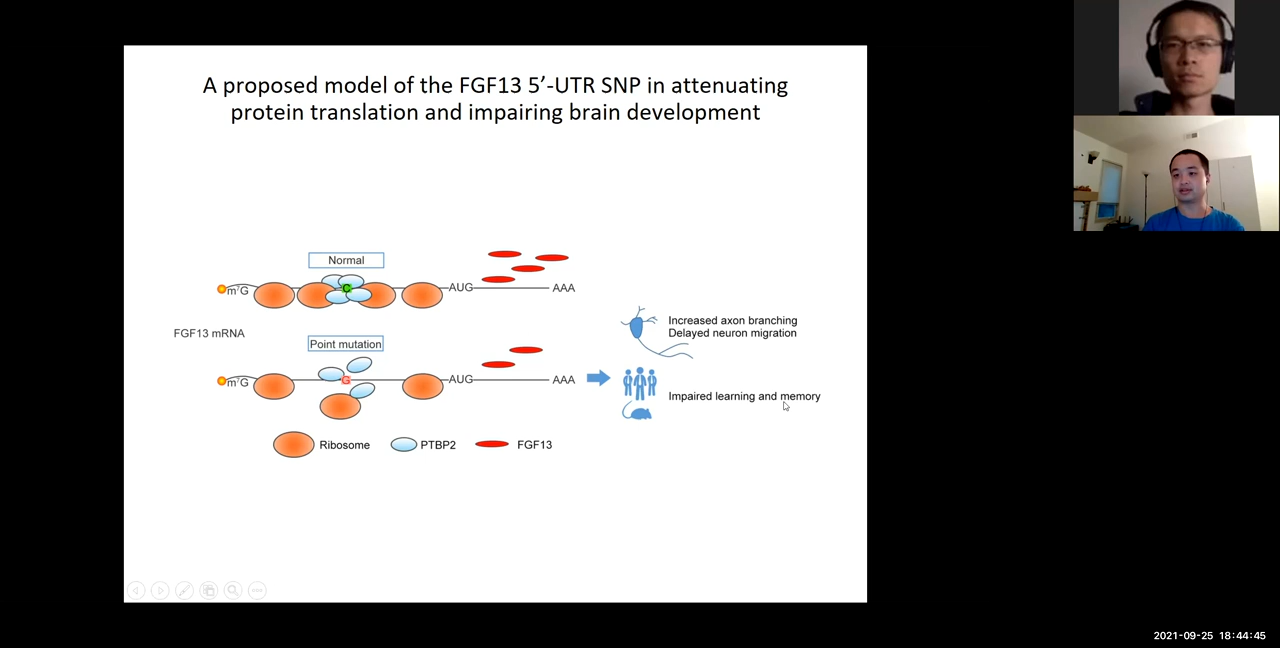 A proposed model of the FGF13 5’-UTR SNP in attenuating
protein translation and impairing brain development
Normal
m⁷G
C
AUG
AAA
FGF13 mRNA
Point mutation
m⁷G
G
AUG
AAA
Increased axon branching
Delayed neuron migration
Impaired learning and memory
Ribosome
PTBP2
FGF13
2021-09-25 18:44:45